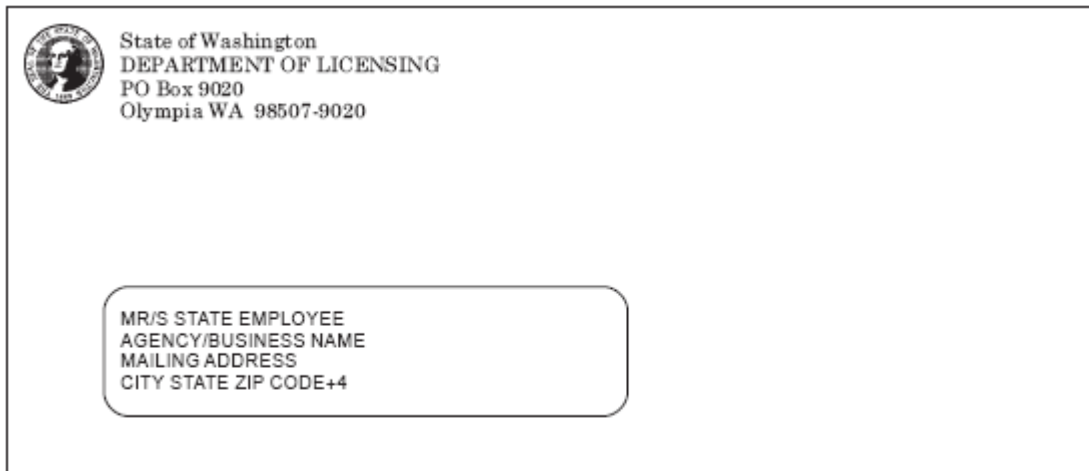 State of Washington
DEPARTMENT OF LICENSING
PO Box 9020
Olympia WA 98507-9020
MR/S STATE EMPLOYEE
AGENCY/BUSINESS NAME
MAILING ADDRESS
CITY STATE ZIP CODE+4